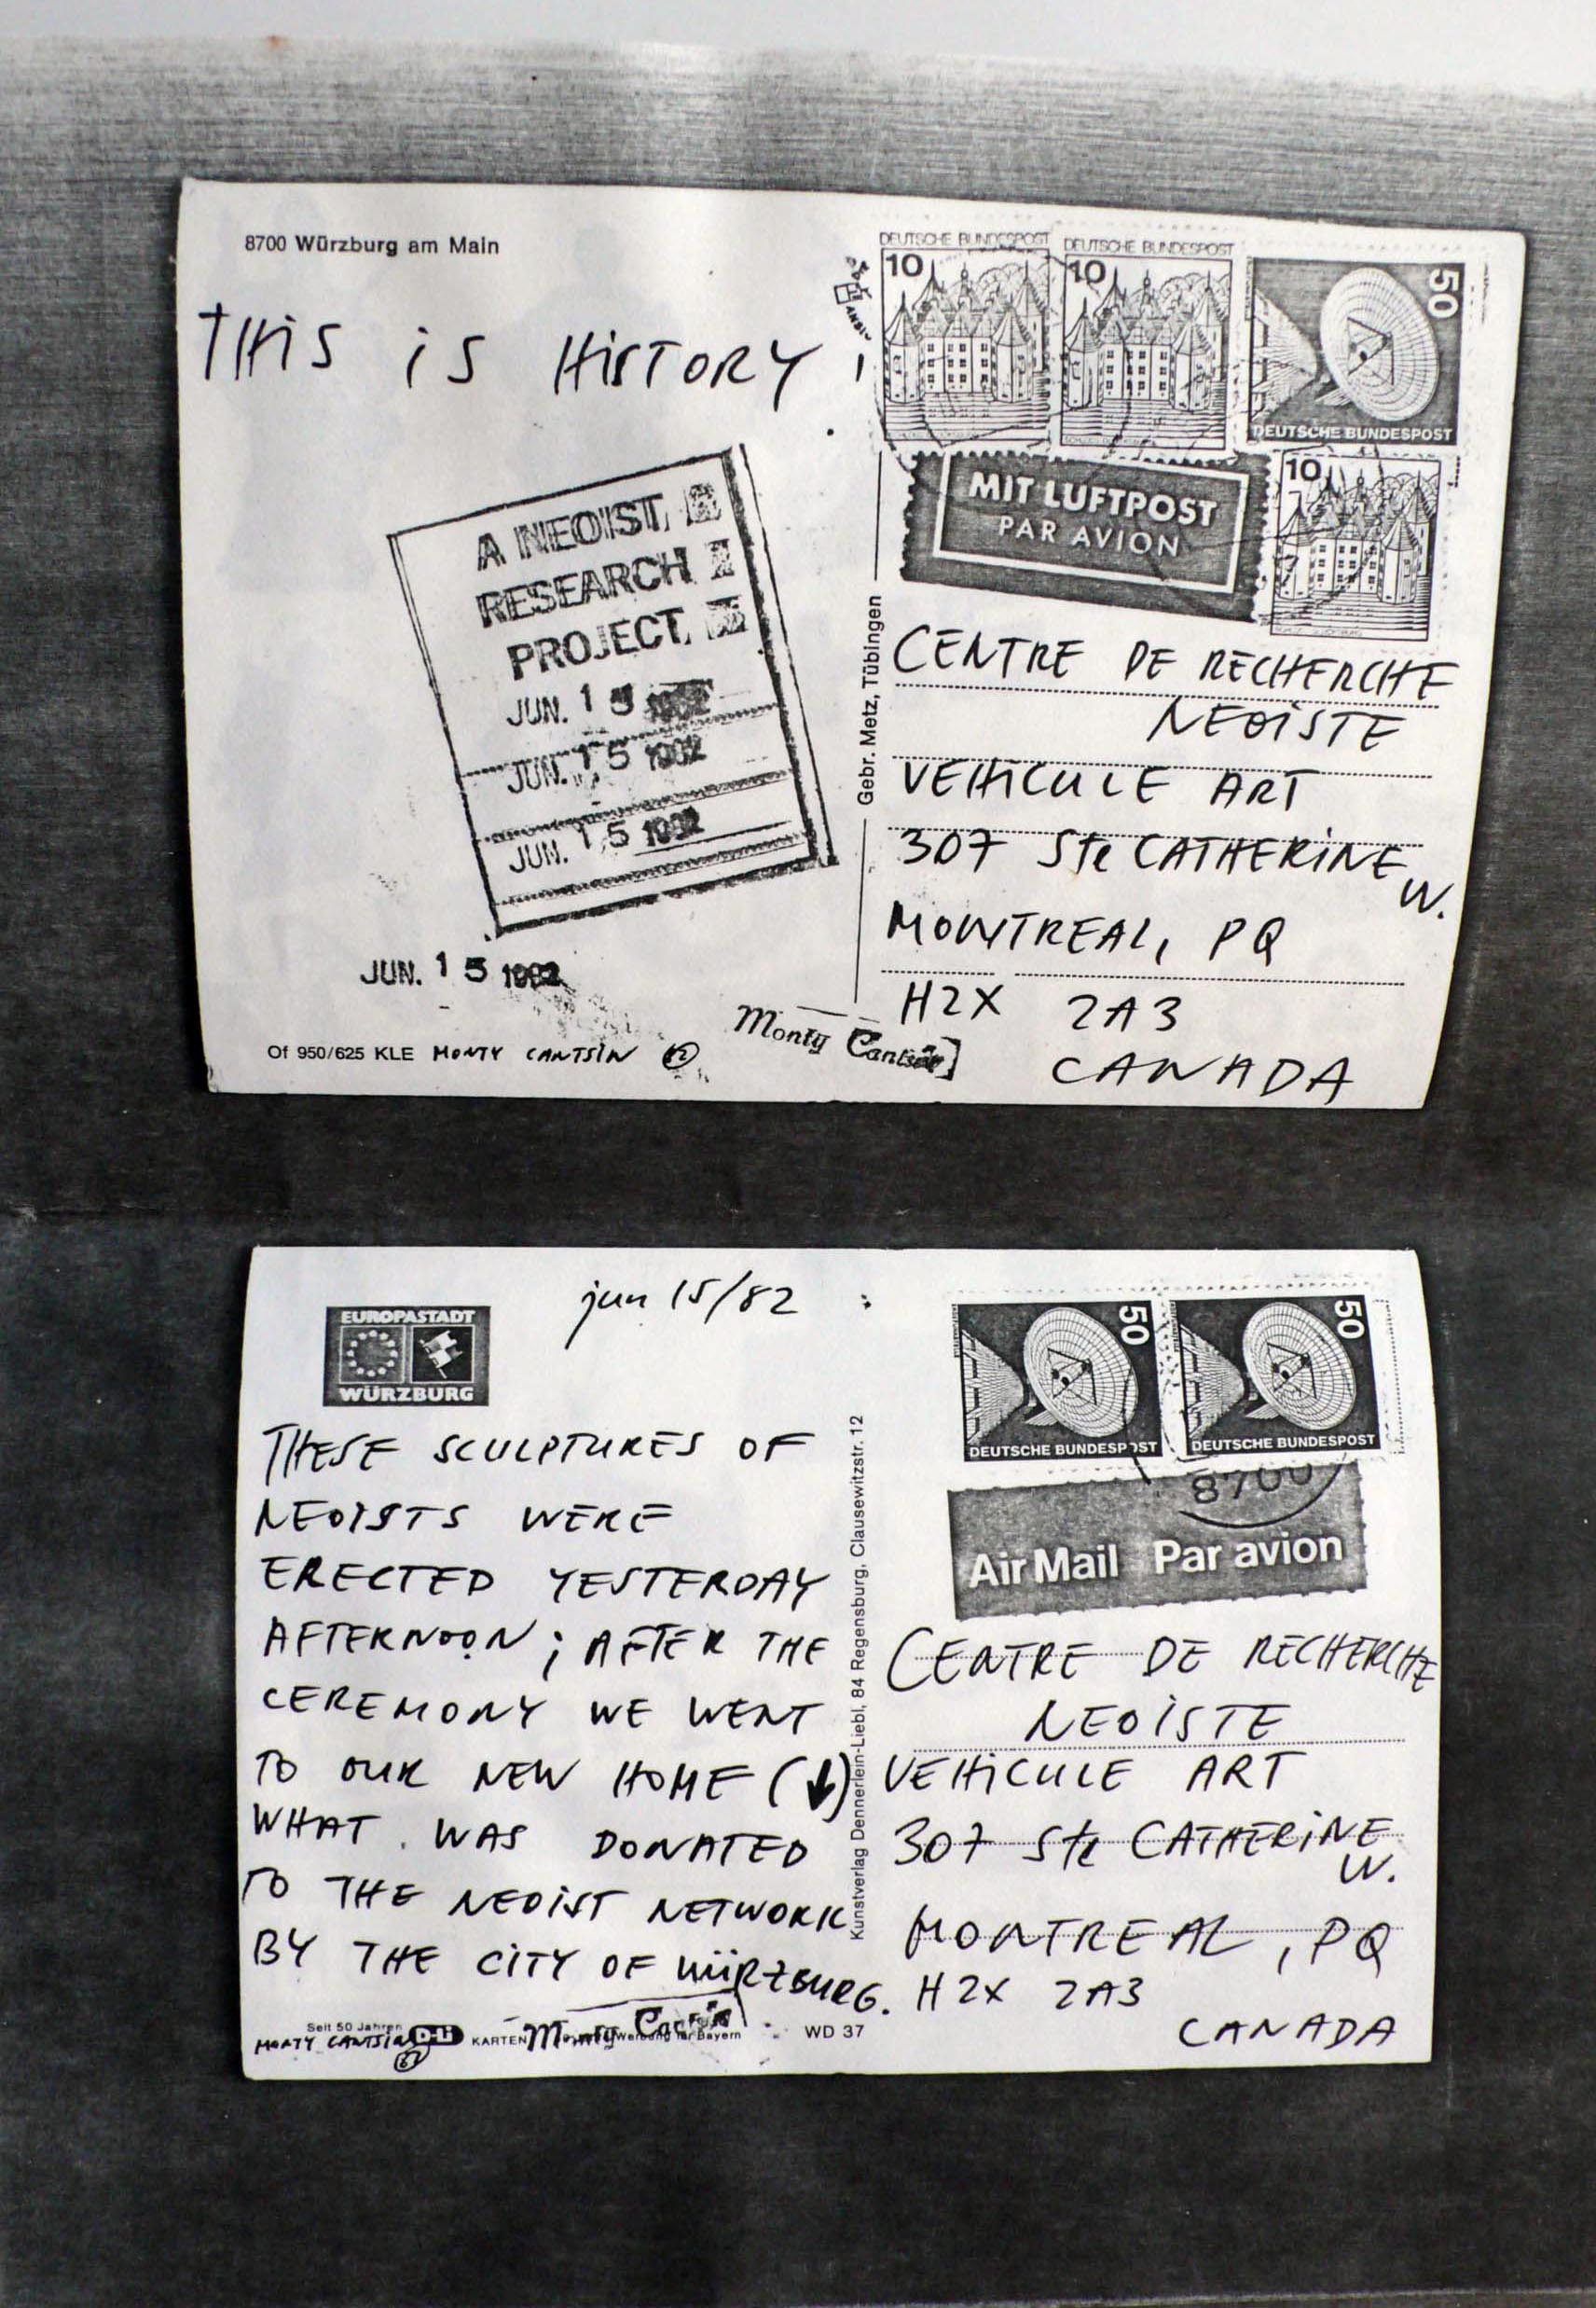 8700 Würzburg am Main
THIS IS HISTORY!
A NEOIST
RESEARCH
PROJECT
JUN. 15 1982
JUN. 15 1982
JUN. 15 1982
JUN. 15 1982
Of 950/625 KLE MONTY CANTSIN
Monty Cantsin
Gebr. Metz, Tübingen
DEUTSCHE BUNDESPOST
10
DEUTSCHE BUNDESPOST
10
50
DEUTSCHE BUNDESPOST
MIT LUFTPOST
PAR AVION
10
CENTRE DE RECHERCHE
NEOISTE
VEHICULE ART
307 Ste CATHERINE
W.
MONTREAL, PQ
H2X 2A3
CANADA
EUROPASTADT
WÜRZBURG
jun 15/82
THESE SCULPTURES OF
NEOISTS WERE
ERECTED YESTERDAY
AFTERNOON; AFTER THE
CEREMONY WE WENT
TO OUR NEW HOME (↓)
WHAT WAS DONATED
TO THE NEOIST NETWORK
BY THE CITY OF WÜRZBURG.
Seit 50 Jahren
MONTY CANTSIN
D-Li KARTEN
Monty Cantsin
Bayern WD 37
Kunstverlag Dennerlein-Liebl, 84 Regensburg, Clausewitzstr. 12
50
DEUTSCHE BUNDESPOST
50
DEUTSCHE BUNDESPOST
8700
Air Mail Par avion
CENTRE DE RECHERCHE
NEOISTE
VEHICULE ART
307 Ste CATHERINE
W.
MONTREAL, PQ
H2X 2A3
CANADA